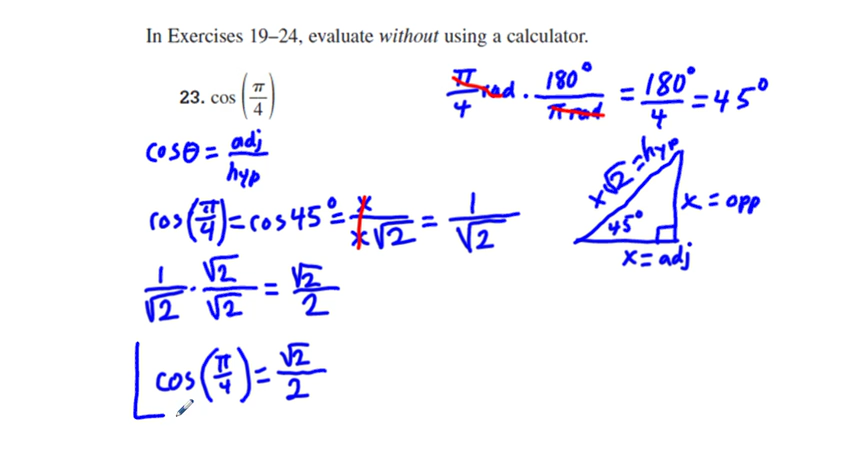 In Exercises 19–24, evaluate without using a calculator.
23. cos (π/4)
π/4 rad · 180°/π rad = 180°/4 = 45°
cosθ = adj/hyp
x√2 = hyp
45°
x = opp
x = adj
cos(π/4) = cos 45° = x/x√2 = 1/√2
1/√2 · √2/√2 = √2/2
cos(π/4) = √2/2